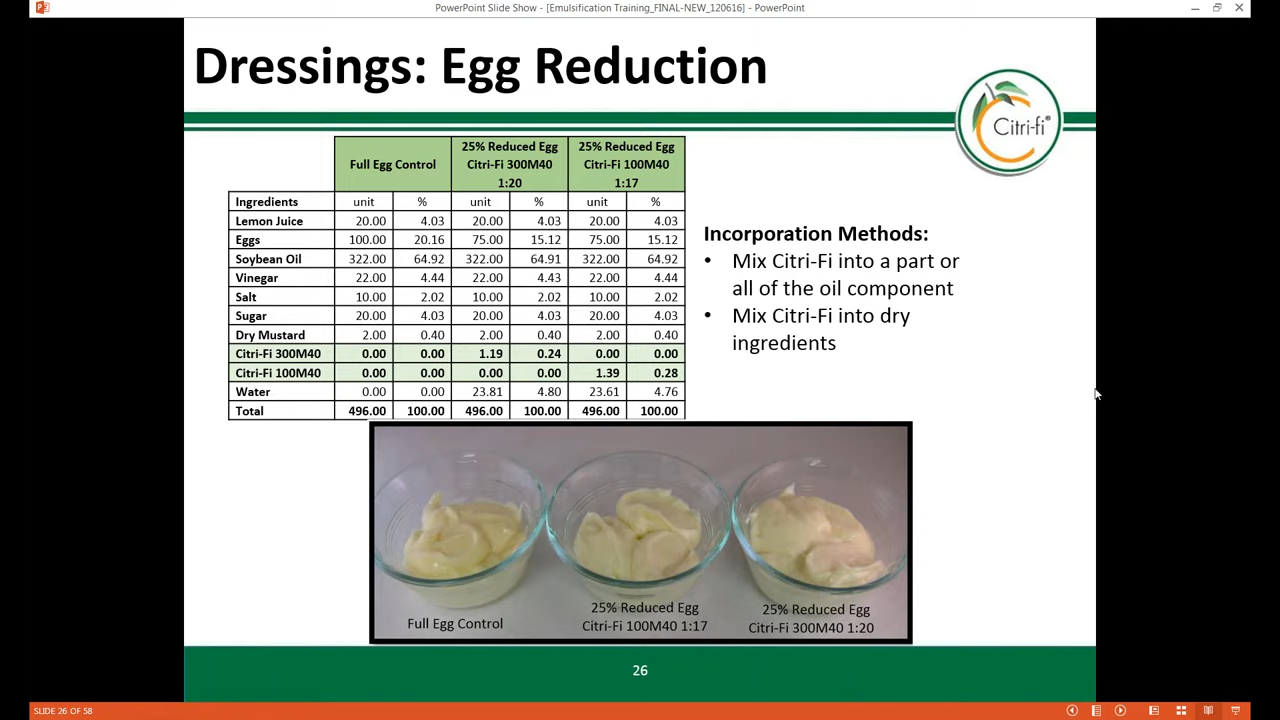 PowerPoint Slide Show - [Emulsification Training_FINAL-NEW_120616] - PowerPoint
Dressings: Egg Reduction
Citri-fi®
Full Egg Control
25% Reduced Egg
Citri-Fi 300M40
1:20
25% Reduced Egg
Citri-Fi 100M40
1:17
Ingredients unit % unit % unit %
Lemon Juice 20.00 4.03 20.00 4.03 20.00 4.03
Eggs 100.00 20.16 75.00 15.12 75.00 15.12
Soybean Oil 322.00 64.92 322.00 64.91 322.00 64.92
Vinegar 22.00 4.44 22.00 4.43 22.00 4.44
Salt 10.00 2.02 10.00 2.02 10.00 2.02
Sugar 20.00 4.03 20.00 4.03 20.00 4.03
Dry Mustard 2.00 0.40 2.00 0.40 2.00 0.40
Citri-Fi 300M40 0.00 0.00 1.19 0.24 0.00 0.00
Citri-Fi 100M40 0.00 0.00 0.00 0.00 1.39 0.28
Water 0.00 0.00 23.81 4.80 23.61 4.76
Total 496.00 100.00 496.00 100.00 496.00 100.00
Incorporation Methods:
• Mix Citri-Fi into a part or
all of the oil component
• Mix Citri-Fi into dry
ingredients
Full Egg Control
25% Reduced Egg
Citri-Fi 100M40 1:17
25% Reduced Egg
Citri-Fi 300M40 1:20
26
SLIDE 26 OF 58